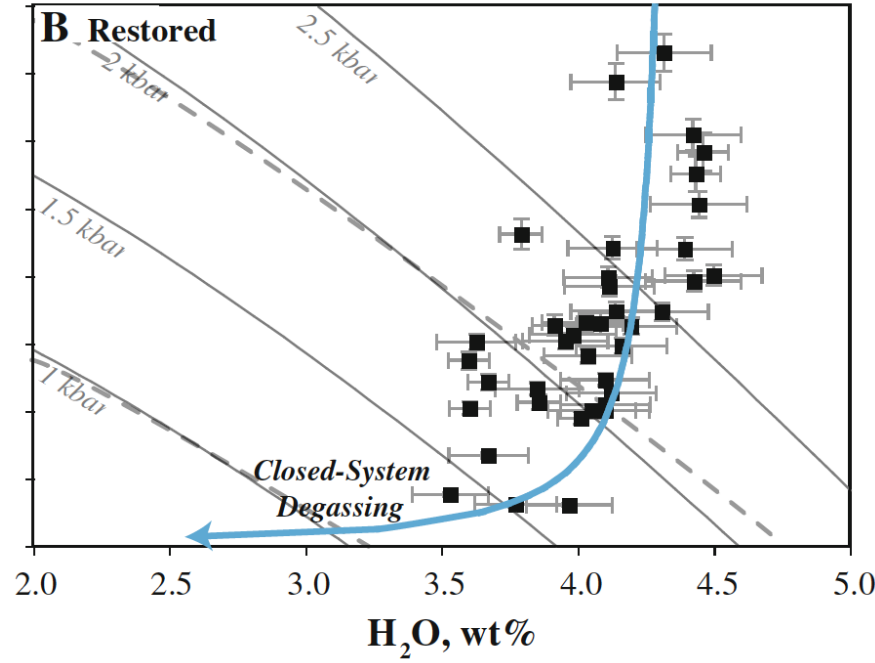 B Restored
2.5 kbar
2 kbar
1.5 kbar
1 kbar
Closed-System
Degassing
2.0 2.5 3.0 3.5 4.0 4.5 5.0
H₂O, wt%